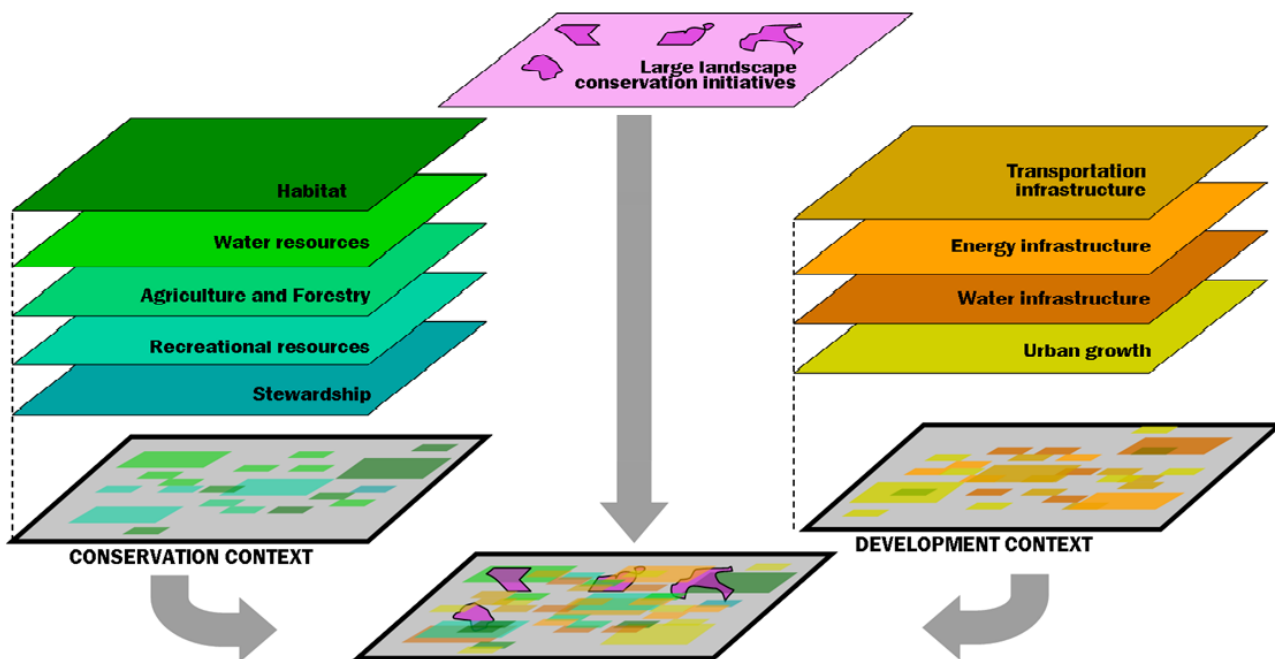 Large landscape
conservation initiatives
Habitat
Water resources
Agriculture and Forestry
Recreational resources
Stewardship
CONSERVATION CONTEXT
Transportation
infrastructure
Energy infrastructure
Water infrastructure
Urban growth
DEVELOPMENT CONTEXT